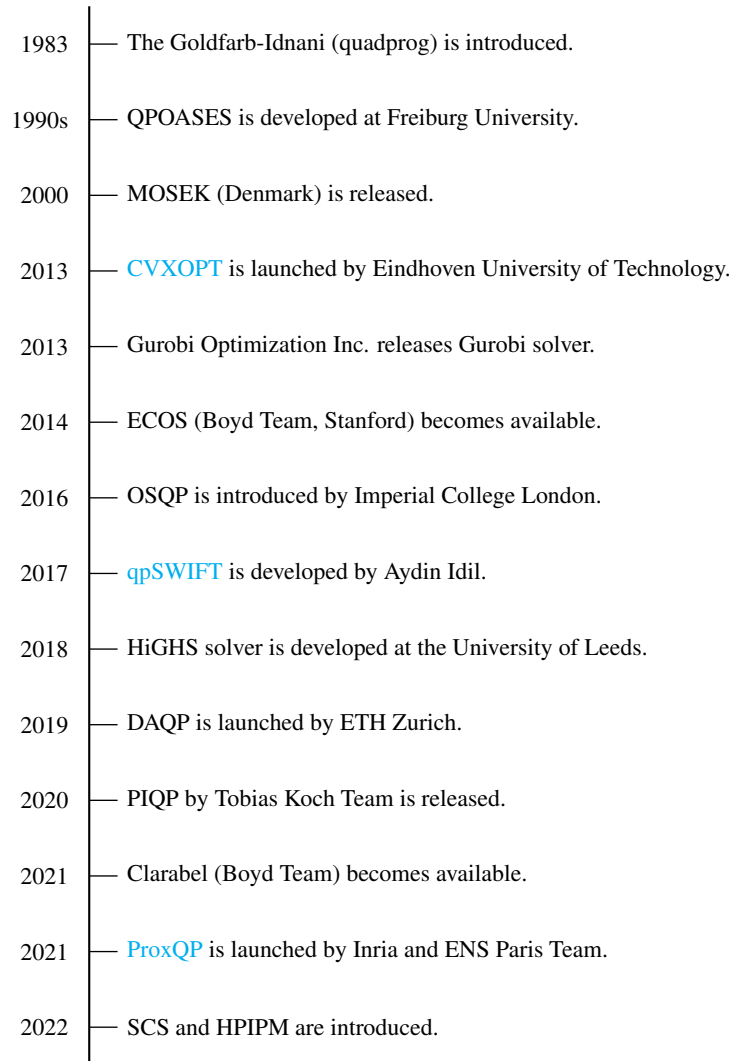 1983 The Goldfarb-Idnani (quadprog) is introduced.
1990s QPOASES is developed at Freiburg University.
2000 MOSEK (Denmark) is released.
2013 CVXOPT is launched by Eindhoven University of Technology.
2013 Gurobi Optimization Inc. releases Gurobi solver.
2014 ECOS (Boyd Team, Stanford) becomes available.
2016 OSQP is introduced by Imperial College London.
2017 qpSWIFT is developed by Aydin Idil.
2018 HiGHS solver is developed at the University of Leeds.
2019 DAQP is launched by ETH Zurich.
2020 PIQP by Tobias Koch Team is released.
2021 Clarabel (Boyd Team) becomes available.
2021 ProxQP is launched by Inria and ENS Paris Team.
2022 SCS and HPIPM are introduced.